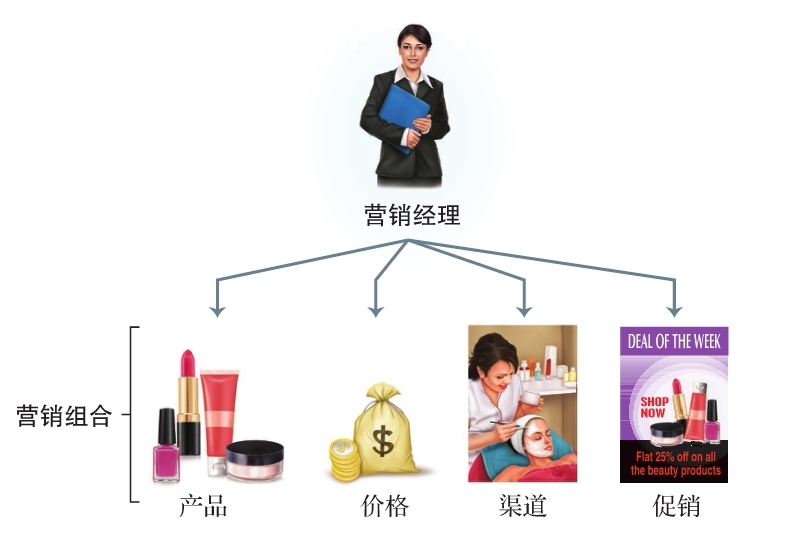 营销经理
营销组合
产品
价格
$
渠道
促销
DEAL OF THE WEEK
SHOP
NOW
Flat 25% off on all
the beauty products